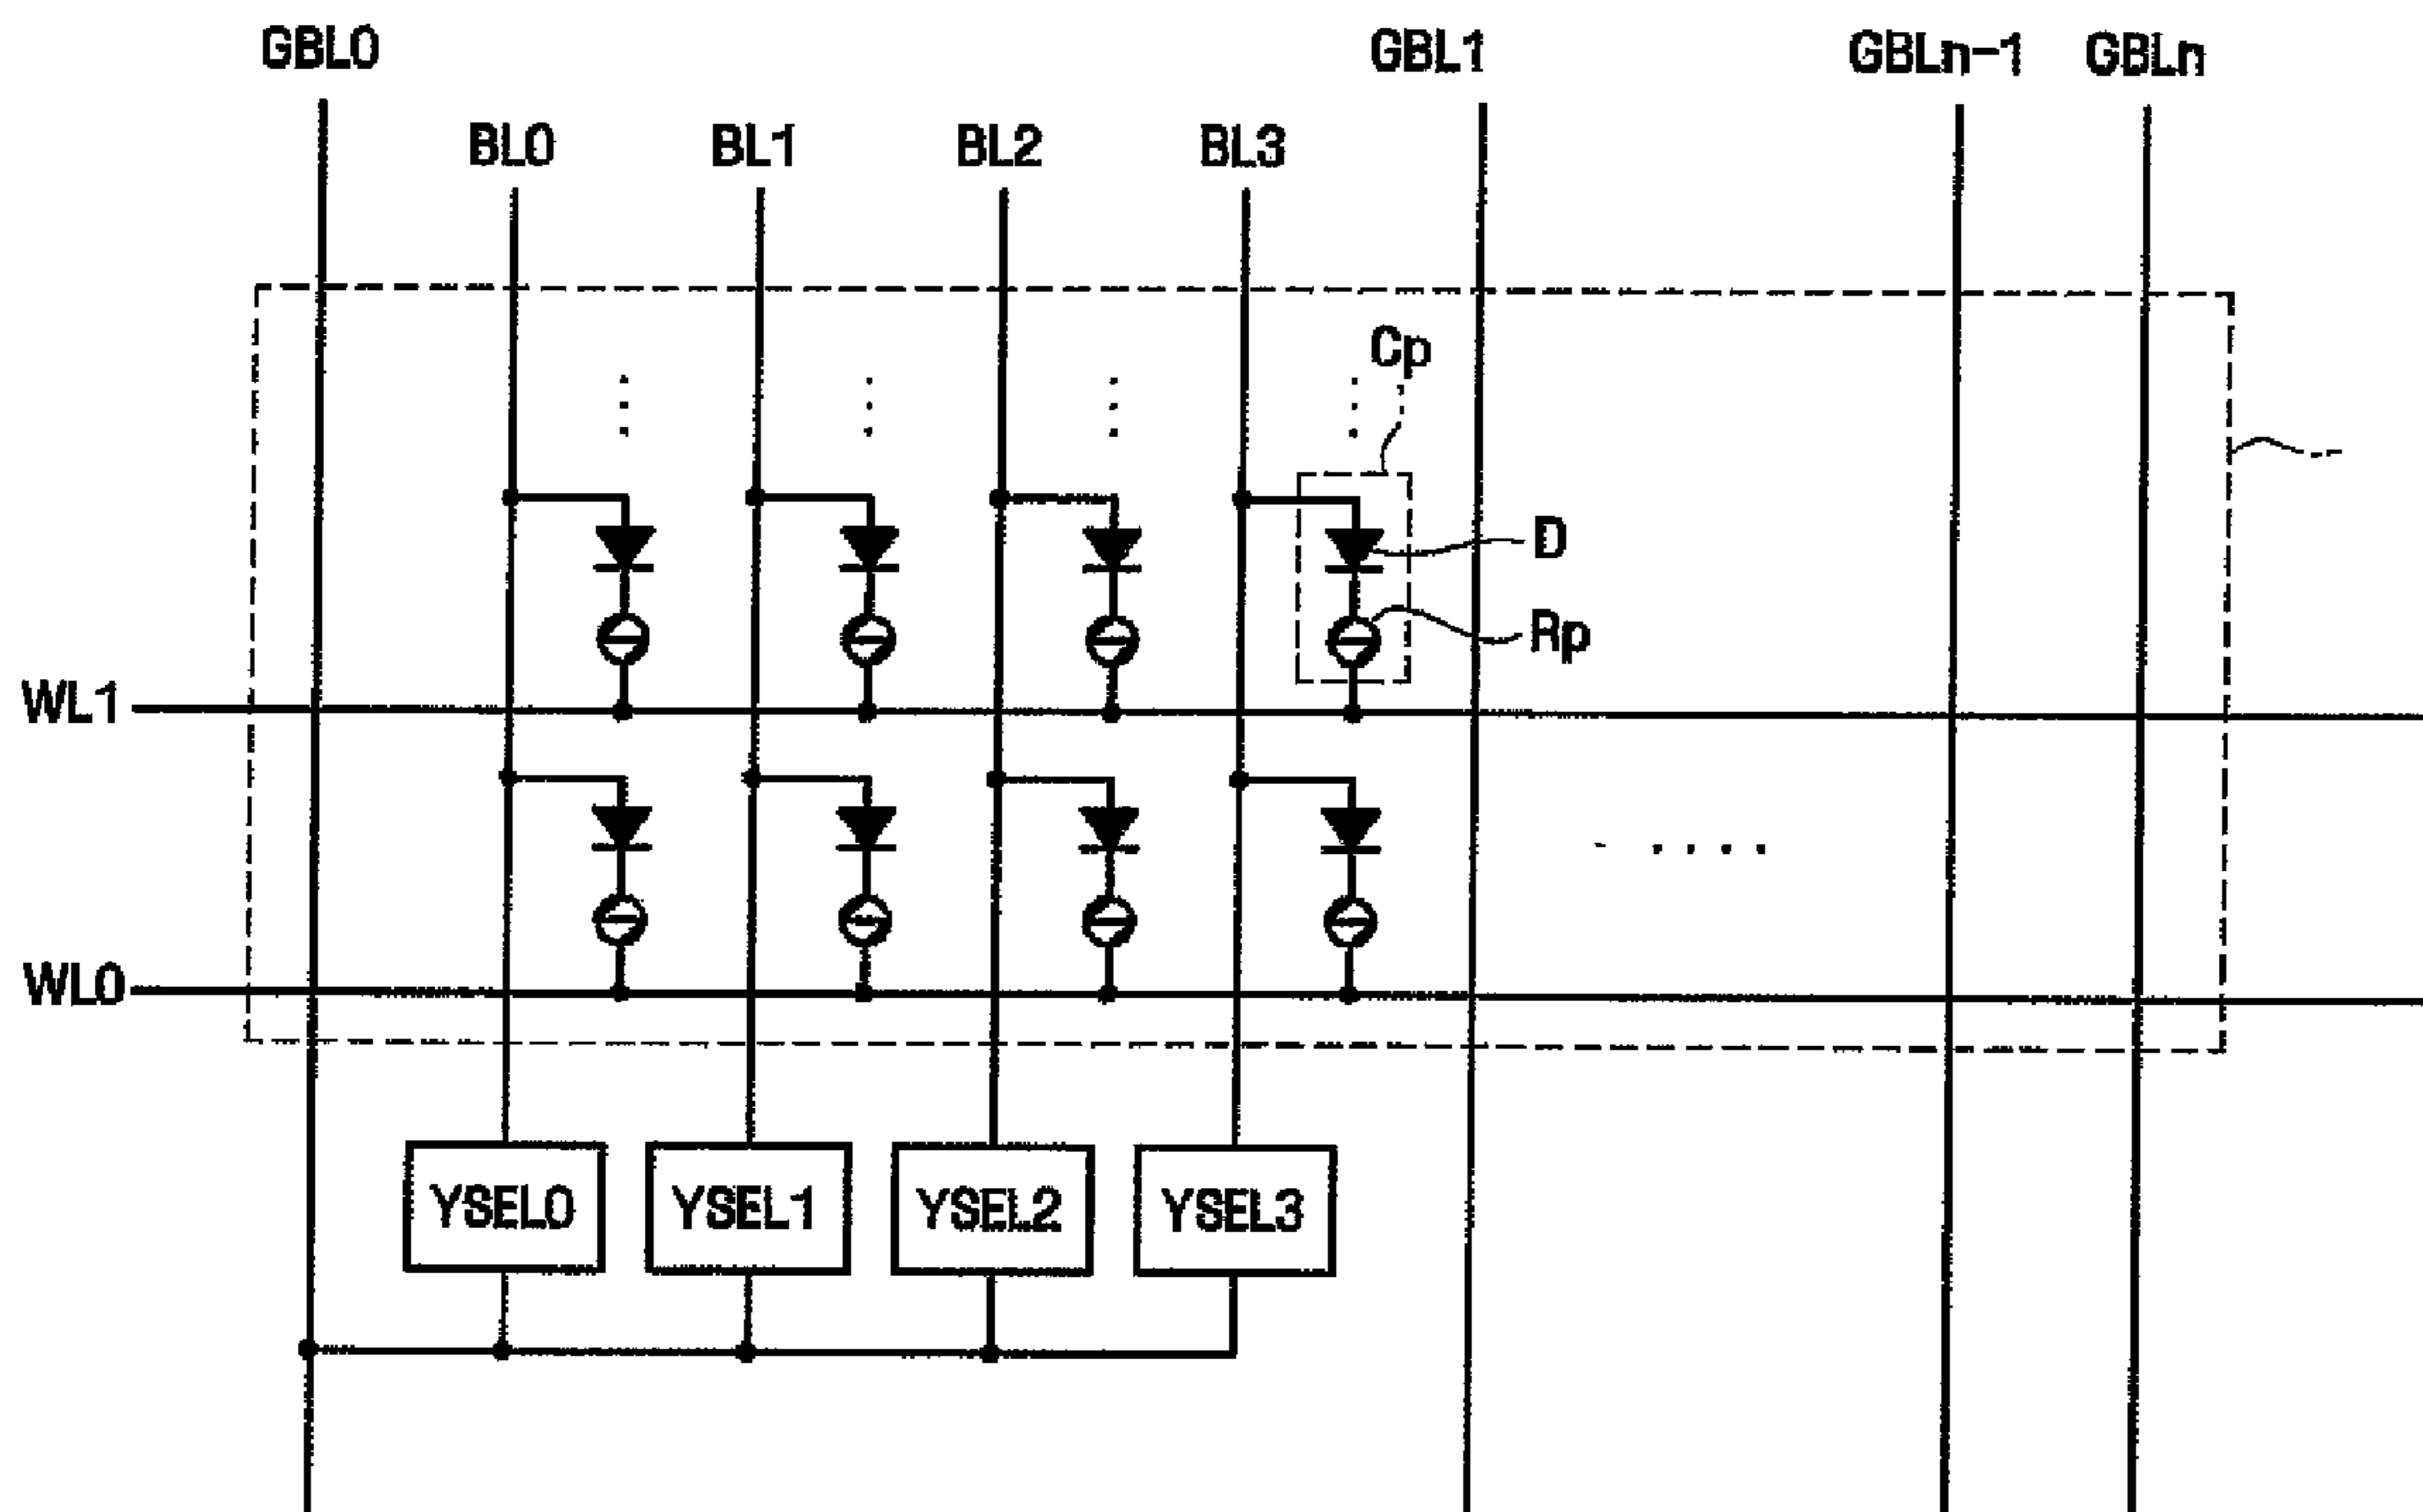 GBL0 GBL1 GBLn-1 GBLn
BL0 BL1 BL2 BL3
Cp
D
Rp
WL1
WL0
YSEL0 YSEL1 YSEL2 YSEL3